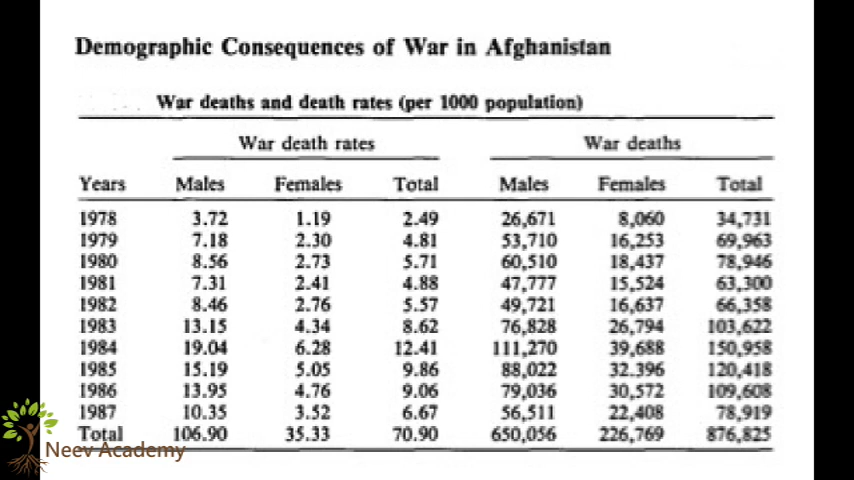 Demographic Consequences of War in Afghanistan
War deaths and death rates (per 1000 population)
War death rates War deaths
Years Males Females Total Males Females Total
1978 3.72 1.19 2.49 26,671 8,060 34,731
1979 7.18 2.30 4.81 53,710 16,253 69,963
1980 8.56 2.73 5.71 60,510 18,437 78,946
1981 7.31 2.41 4.88 47,777 15,524 63,300
1982 8.46 2.76 5.57 49,721 16,637 66,358
1983 13.15 4.34 8.62 76,828 26,794 103,622
1984 19.04 6.28 12.41 111,270 39,688 150,958
1985 15.19 5.05 9.86 88,022 32.396 120,418
1986 13.95 4.76 9.06 79,036 30,572 109,608
1987 10.35 3.52 6.67 56,511 22,408 78,919
Total 106.90 35.33 70.90 650,056 226,769 876,825
Neev Academy